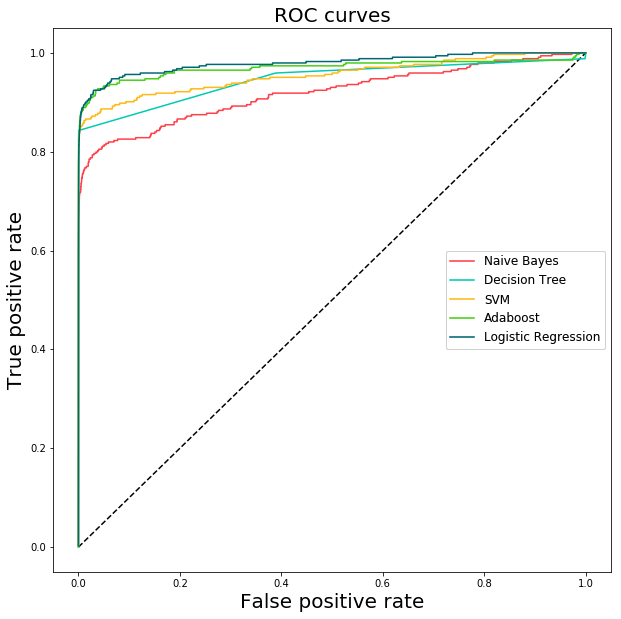 ROC curves
True positive rate
1.0
0.8
0.6
0.4
0.2
0.0
Naive Bayes
Decision Tree
SVM
Adaboost
Logistic Regression
0.0 0.2 0.4 0.6 0.8 1.0
False positive rate